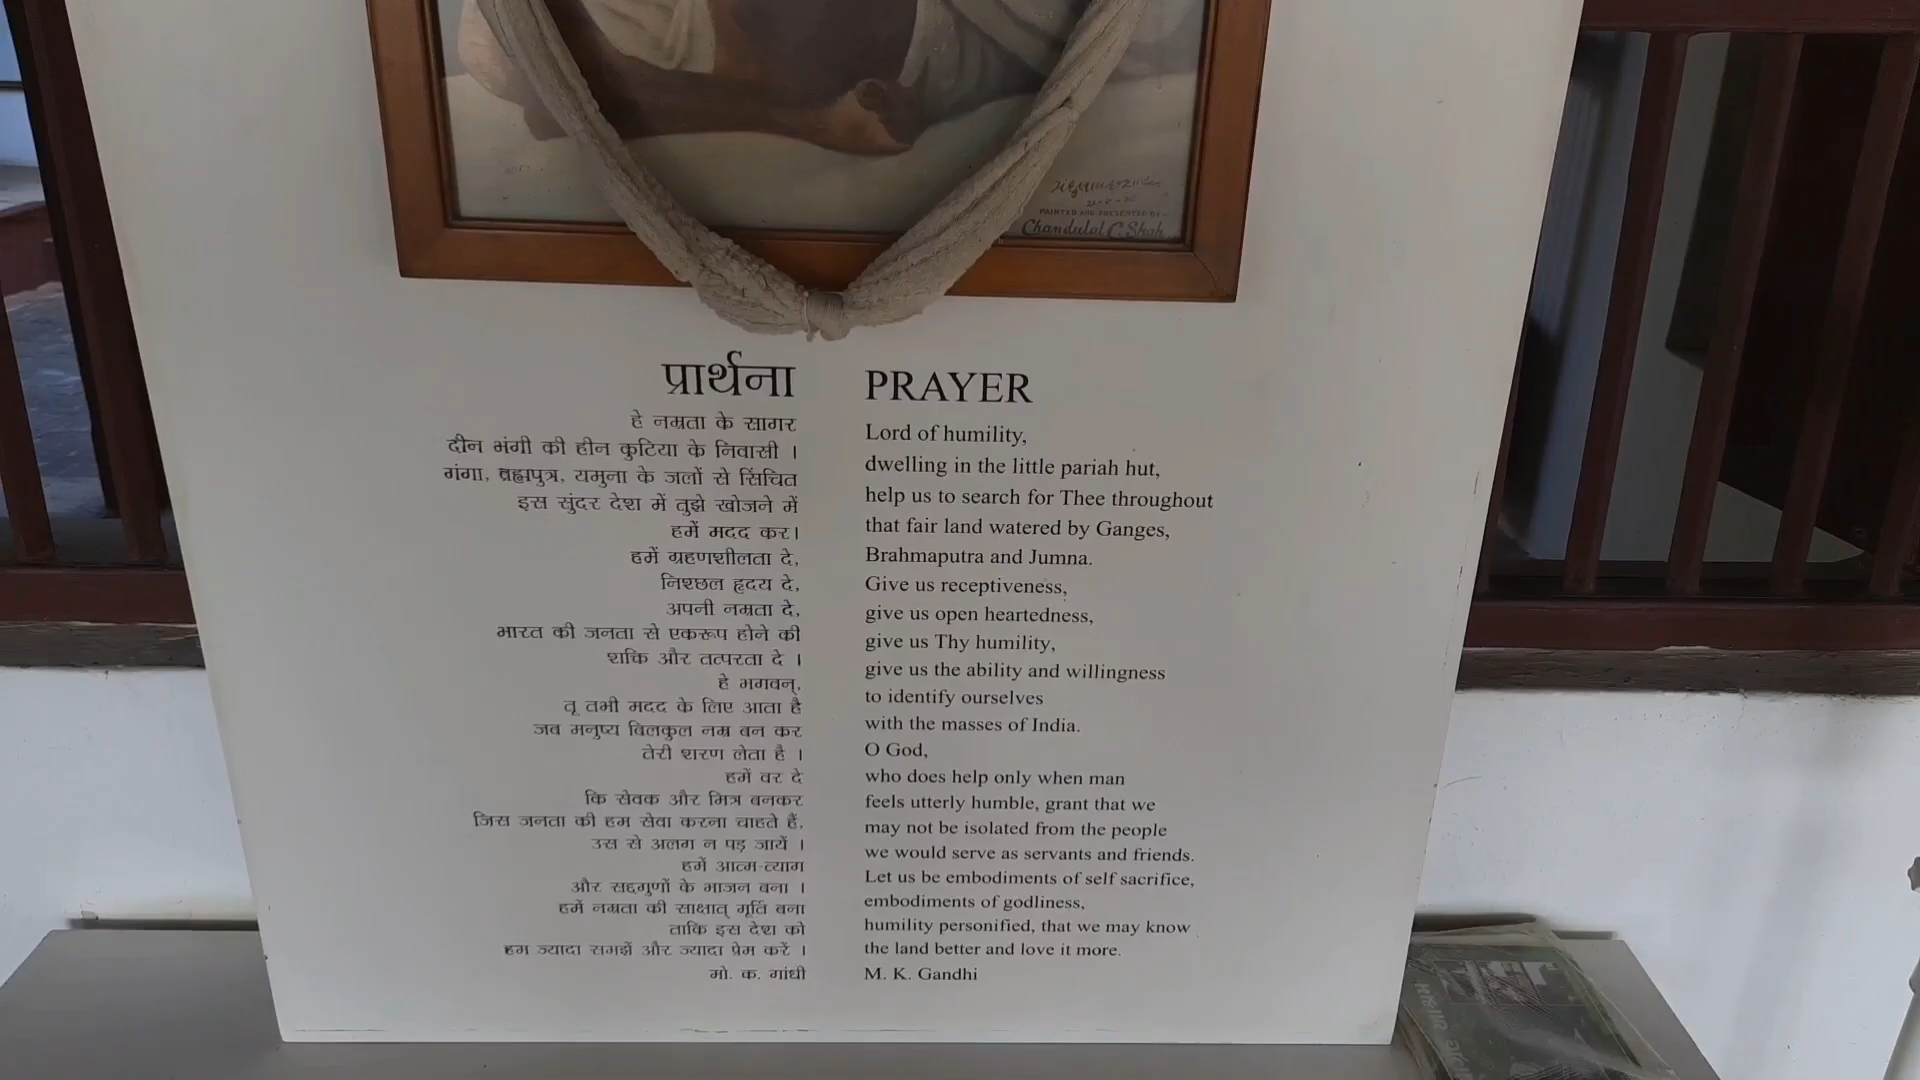 PAINTED AND PRESENTED BY-
Chandulal C. Shah
प्रार्थना
हे नम्रता के सागर
दीन भंगी की हीन कुटिया के निवासी ।
गंगा, ब्रह्मपुत्र, यमुना के जलों से सिंचित
इस सुंदर देश में तुझे खोजने में
हमें मदद कर।
हमें ग्रहणशीलता दे,
निश्छल हृदय दे,
अपनी नम्रता दे,
भारत की जनता से एकरूप होने की
शक्ति और तत्परता दे ।
हे भगवन्,
तू तभी मदद के लिए आता है
जब मनुष्य बिलकुल नम्र बन कर
तेरी शरण लेता है ।
हमें वर दे
कि सेवक और मित्र बनकर
जिस जनता की हम सेवा करना चाहते हैं,
उस से अलग न पड़ जायें ।
हमें आत्म-त्याग
और सद्दगुणों के भाजन बना ।
हमें नम्रता की साक्षात् मूर्ति बना
ताकि इस देश को
हम ज्यादा समझें और ज्यादा प्रेम करें ।
मो. क. गांधी
PRAYER
Lord of humility,
dwelling in the little pariah hut,
help us to search for Thee throughout
that fair land watered by Ganges,
Brahmaputra and Jumna.
Give us receptiveness,
give us open heartedness,
give us Thy humility,
give us the ability and willingness
to identify ourselves
with the masses of India.
O God,
who does help only when man
feels utterly humble, grant that we
may not be isolated from the people
we would serve as servants and friends.
Let us be embodiments of self sacrifice,
embodiments of godliness,
humility personified, that we may know
the land better and love it more.
M. K. Gandhi